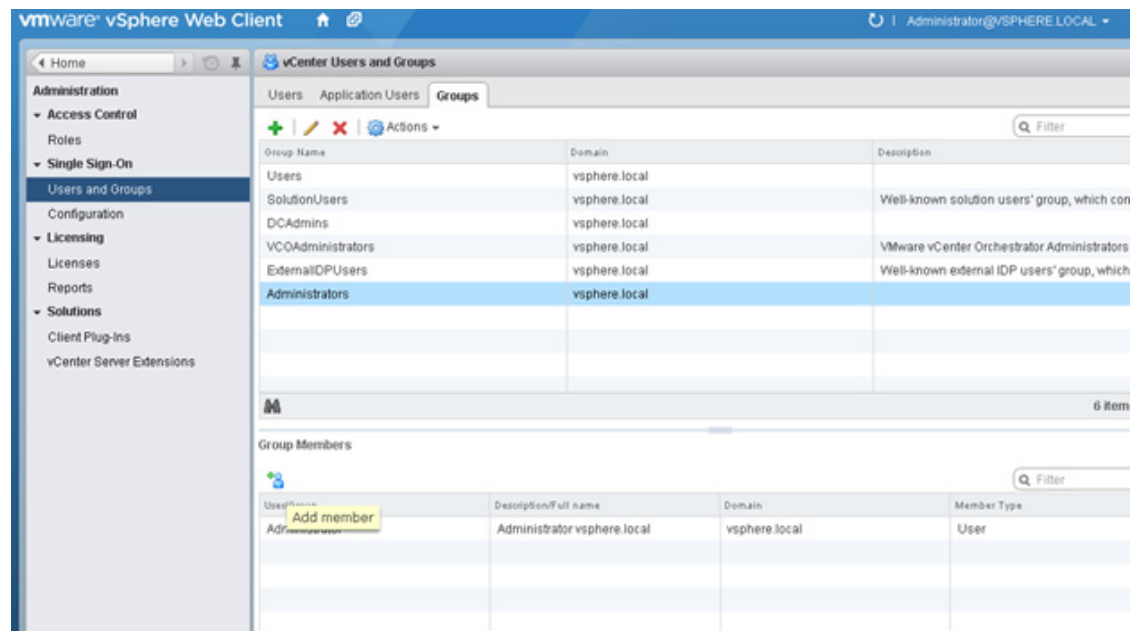 vmware vSphere Web Client
Administrator@VSPHERE.LOCAL
Home
Administration
Access Control
Roles
Single Sign-On
Users and Groups
Configuration
Licensing
Licenses
Reports
Solutions
Client Plug-Ins
vCenter Server Extensions
vCenter Users and Groups
Users Application Users Groups
Actions Filter
Group Name Domain Description
Users vsphere.local
SolutionUsers vsphere.local Well-known solution users' group, which con
DCAdmins vsphere.local
VCOAdministrators vsphere.local VMware vCenter Orchestrator Administrators
ExternalIDPUsers vsphere.local Well-known external IDP users' group, which
Administrators vsphere.local
6 item
Group Members
Filter
Description/Full name Domain Member Type
Add member
Administrator vsphere.local vsphere.local User